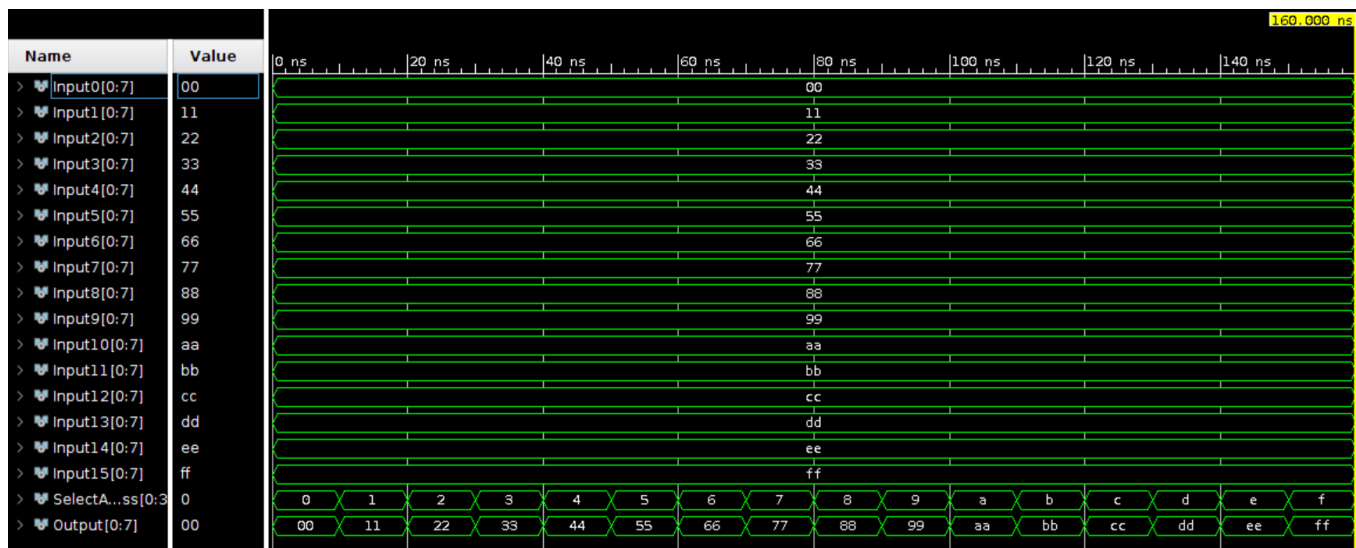 160.000 ns
Name Value 0 ns 20 ns 40 ns 60 ns 80 ns 100 ns 120 ns 140 ns
Input0[0:7] 00 00
Input1[0:7] 11 11
Input2[0:7] 22 22
Input3[0:7] 33 33
Input4[0:7] 44 44
Input5[0:7] 55 55
Input6[0:7] 66 66
Input7[0:7] 77 77
Input8[0:7] 88 88
Input9[0:7] 99 99
Input10[0:7] aa aa
Input11[0:7] bb bb
Input12[0:7] cc cc
Input13[0:7] dd dd
Input14[0:7] ee ee
Input15[0:7] ff ff
SelectA...ss[0:3 0 0 1 2 3 4 5 6 7 8 9 a b c d e f
Output[0:7] 00 00 11 22 33 44 55 66 77 88 99 aa bb cc dd ee ff